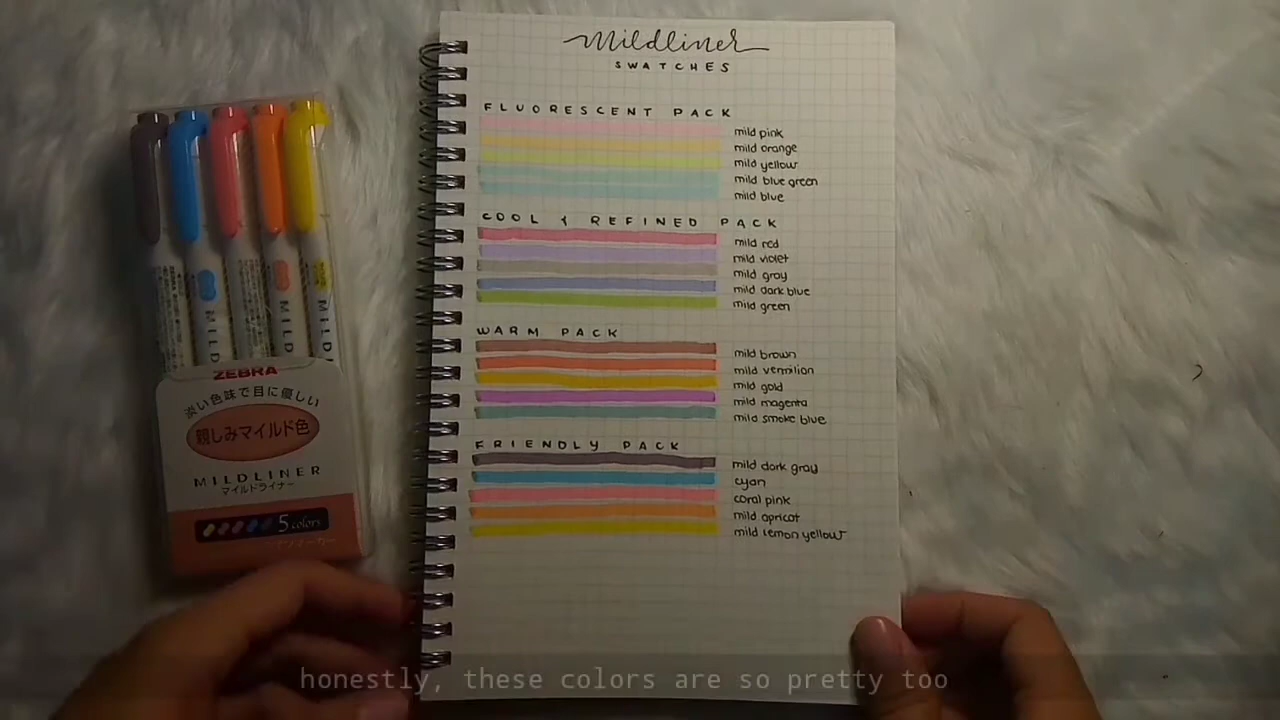 Mildliner
SWATCHES
FLUORESCENT PACK
mild pink
mild orange
mild yellow
mild blue green
mild blue
COOL & REFINED PACK
mild red
mild violet
mild gray
mild dark blue
mild green
WARM PACK
mild brown
mild vermilion
mild gold
mild magenta
mild smoke blue
FRIENDLY PACK
mild dark gray
cyan
coral pink
mild apricot
mild lemon yellow
MILD
MILD
MILD
ZEBRA
淡い色味で目に優しい
親しみマイルド色
MILDLINER
マイルドライナー
5 colors
honestly, these colors are so pretty too